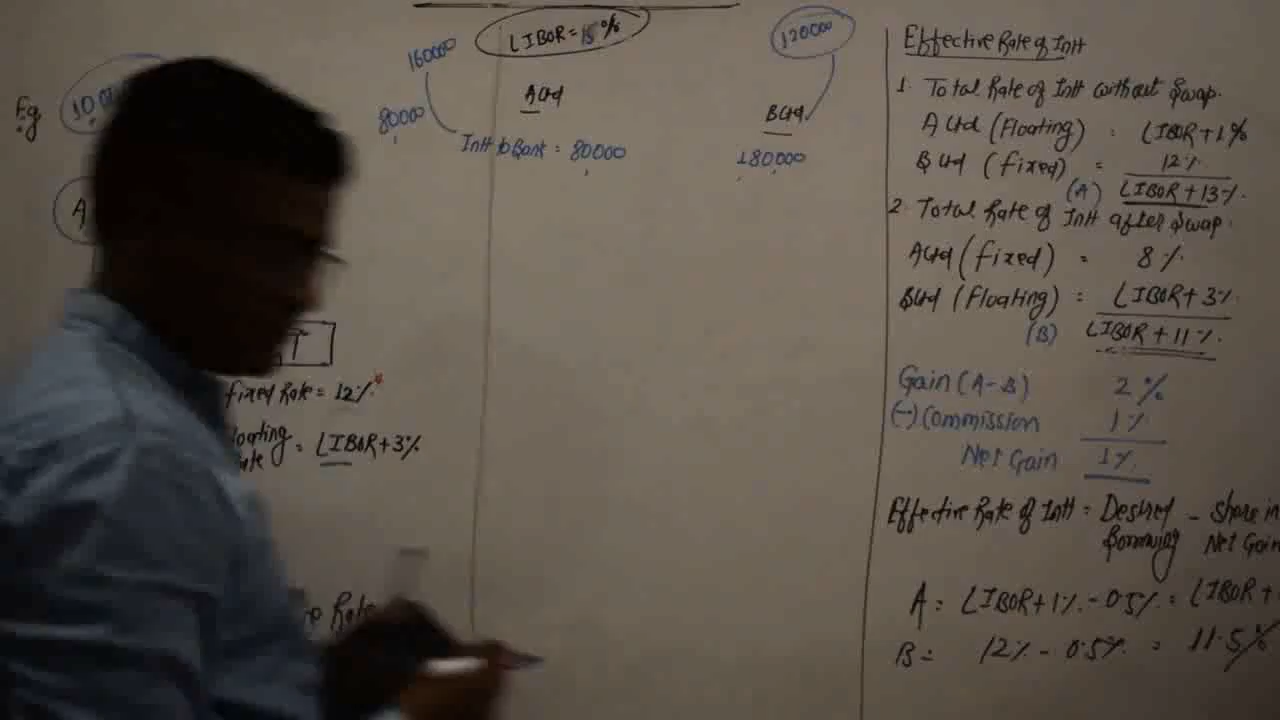 Eg
A
T
fixed Rate = 12%*
loating = LIBOR+3%
Rate
LIBOR = 15%
160000
80000
A Ltd
Intt to Bank = 80000
120000
B Ltd
180,000
Effective Rate of Intt
1. Total Rate of Intt without Swap.
A Ltd (Floating) = LIBOR+1%
B Ltd (fixed) = 12%
(A) LIBOR+13%
2. Total Rate of Intt after Swap.
A Ltd (fixed) = 8%
B Ltd (Floating) = LIBOR+3%
(B) LIBOR+11%
Gain (A-B) 2%
(-) Commission 1%
Net Gain 1%
Effective Rate of Intt = Desired - Share in
Borrowing Net Gain
A = LIBOR+1% - 0.5% = LIBOR+
B = 12% - 0.5% = 11.5%